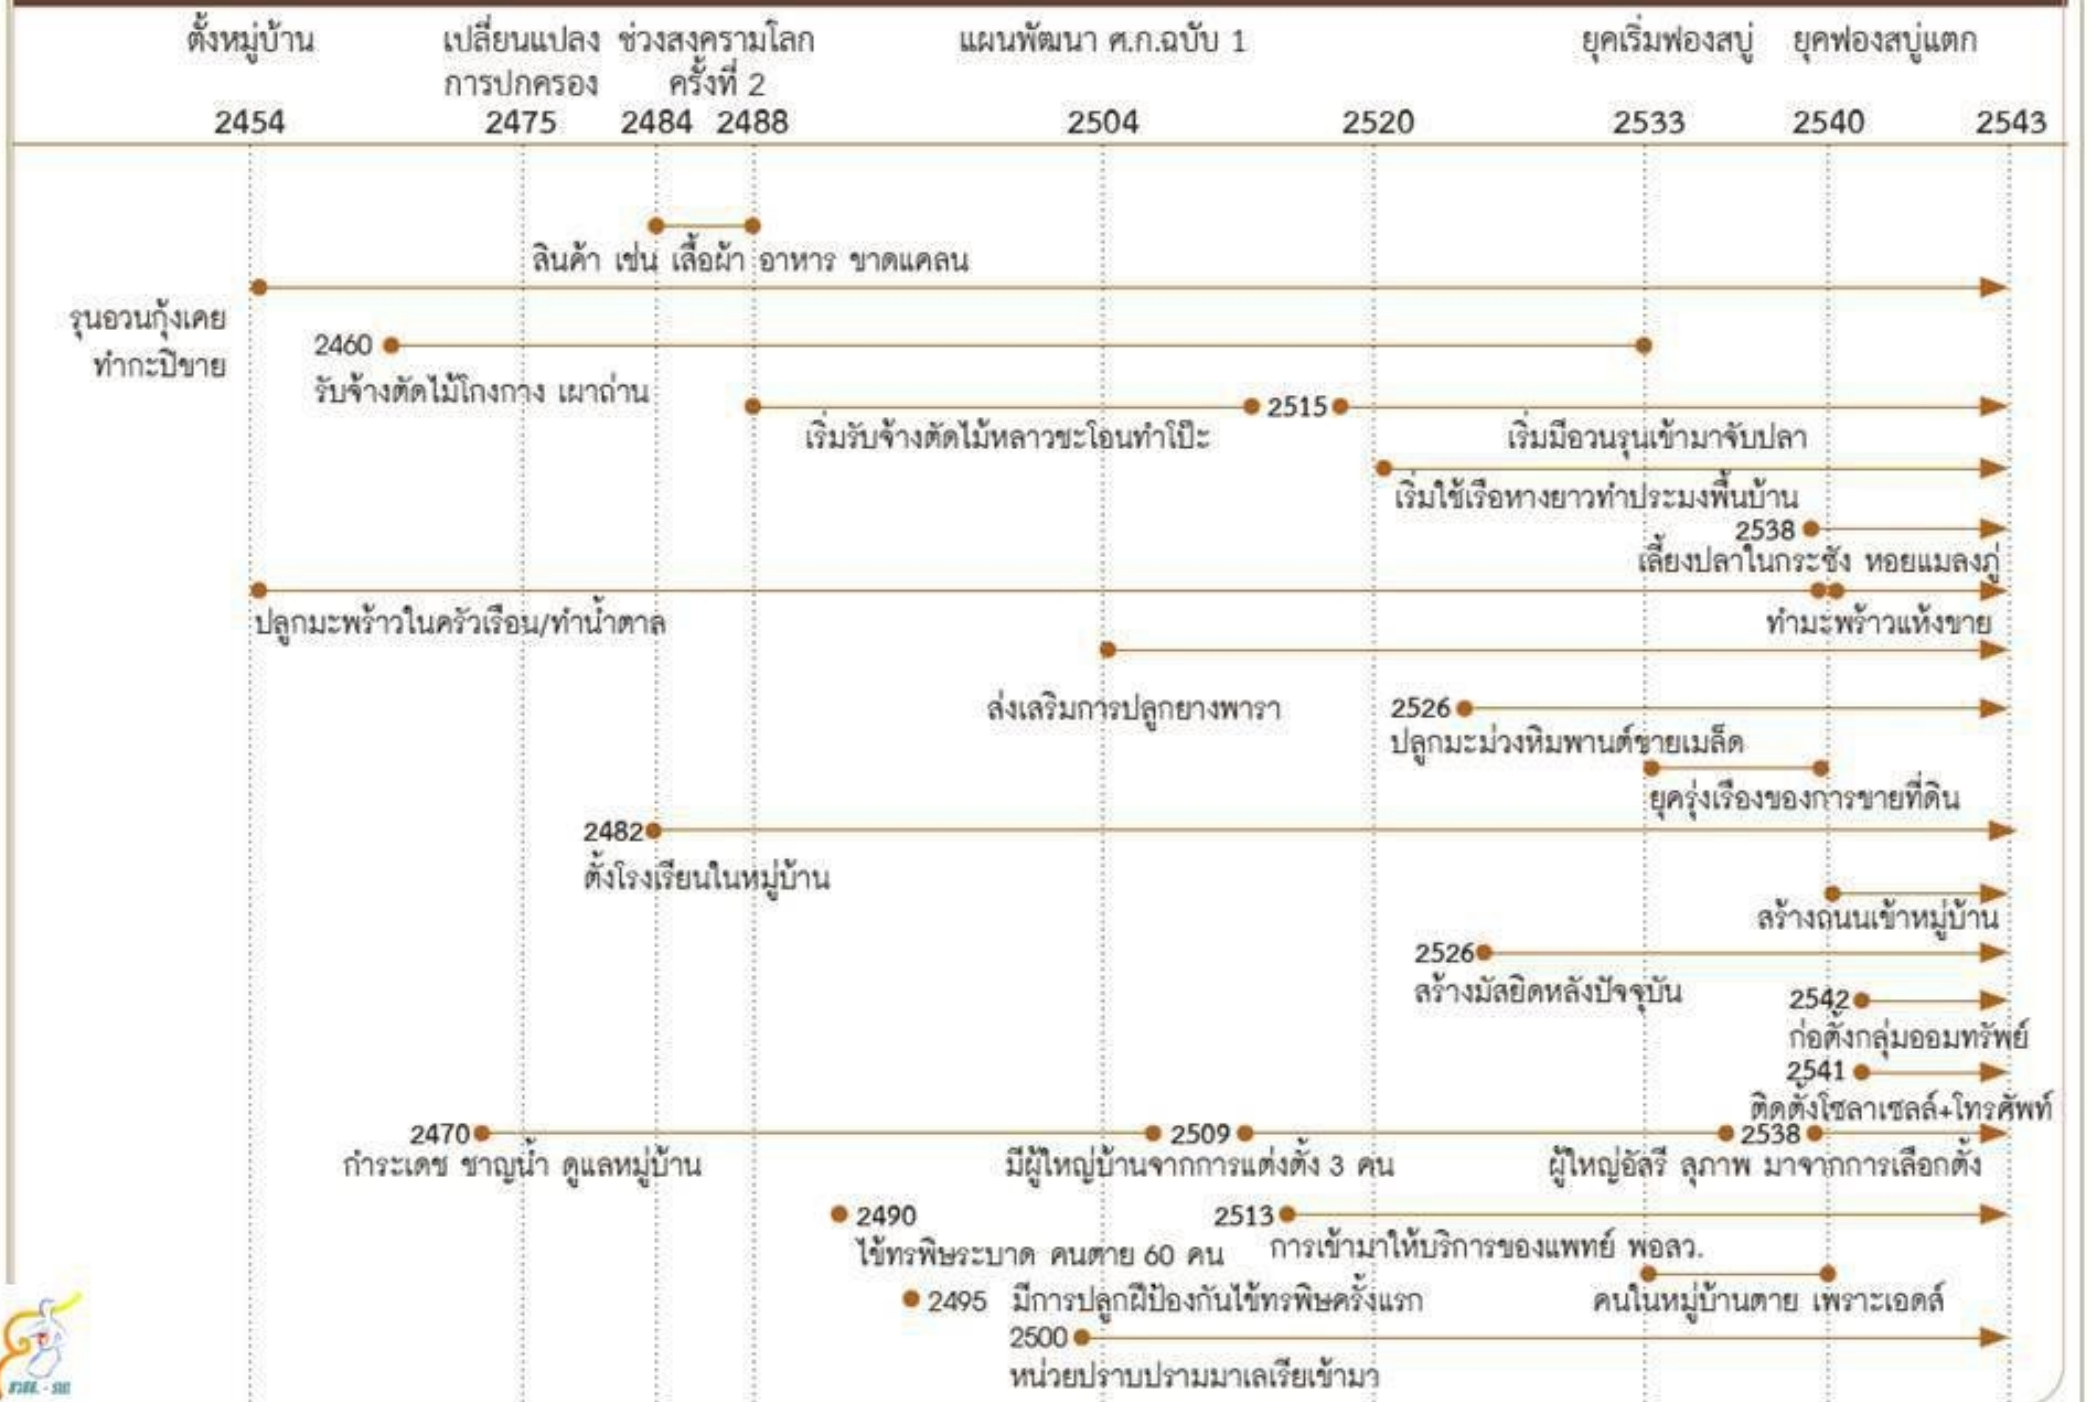 ตั้งหมู่บ้าน
เปลี่ยนแปลง
การปกครอง
ช่วงสงครามโลก
ครั้งที่ 2
แผนพัฒนา ศ.ก.ฉบับ 1
ยุคเริ่มฟองสบู่
ยุคฟองสบู่แตก
2454 2475 2484 2488 2504 2520 2533 2540 2543
สินค้า เช่น เสื้อผ้า อาหาร ขาดแคลน
รุนอวนกุ้งเคย
ทำกะปิขาย
2460
รับจ้างตัดไม้โกงกาง เผาถ่าน
2515
เริ่มรับจ้างตัดไม้หลาวชะโอนทำโป๊ะ
เริ่มมีอวนรุนเข้ามาจับปลา
เริ่มใช้เรือหางยาวทำประมงพื้นบ้าน
2538
เลี้ยงปลาในกระชัง หอยแมลงภู่
ปลูกมะพร้าวในครัวเรือน/ทำน้ำตาล
ทำมะพร้าวแห้งขาย
ส่งเสริมการปลูกยางพารา
2526
ปลูกมะม่วงหิมพานต์ขายเมล็ด
ยุครุ่งเรืองของการขายที่ดิน
2482
ตั้งโรงเรียนในหมู่บ้าน
สร้างถนนเข้าหมู่บ้าน
2526
สร้างมัสยิดหลังปัจจุบัน
2542
ก่อตั้งกลุ่มออมทรัพย์
2541
ติดตั้งโซลาเซลล์+โทรศัพท์
2470 2509 2538
กำระเดช ชาญน้ำ ดูแลหมู่บ้าน
มีผู้ใหญ่บ้านจากการแต่งตั้ง 3 คน
ผู้ใหญ่อัสรี ลุภาพ มาจากการเลือกตั้ง
2490
ไข้ทรพิษระบาด คนตาย 60 คน
2513
การเข้ามาให้บริการของแพทย์ พอสว.
2495 มีการปลูกฝีป้องกันไข้ทรพิษครั้งแรก
คนในหมู่บ้านตาย เพราะเอดส์
2500
หน่วยปราบปรามมาเลเรียเข้ามา